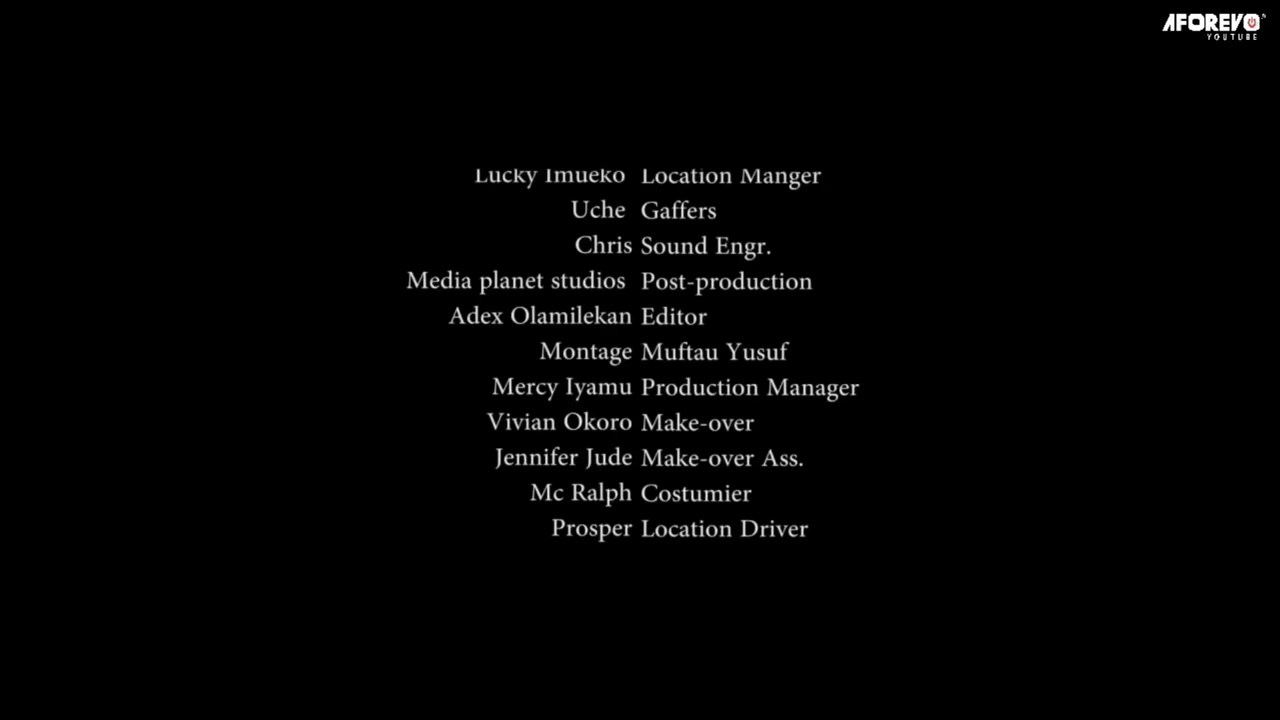 AFOREVO
YOUTUBE
Lucky Imueko Location Manger
Uche Gaffers
Chris Sound Engr.
Media planet studios Post-production
Adex Olamilekan Editor
Montage Muftau Yusuf
Mercy Iyamu Production Manager
Vivian Okoro Make-over
Jennifer Jude Make-over Ass.
Mc Ralph Costumier
Prosper Location Driver